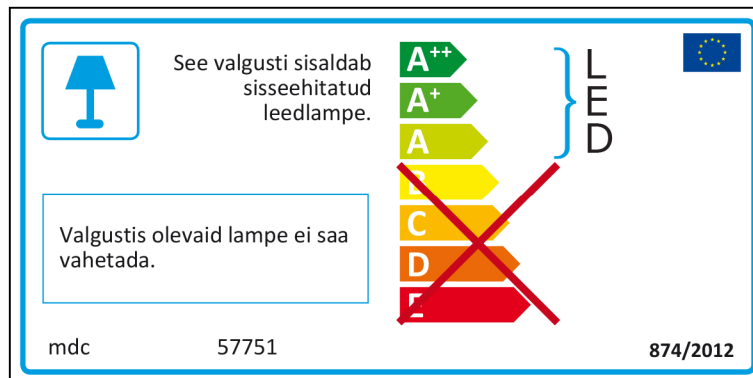 See valgusti sisaldab
sisseehitatud
leedlampe.
A++
A+
A
B
C
D
E
L
E
D
Valgustis olevaid lampe ei saa
vahetada.
mdc 57751
874/2012